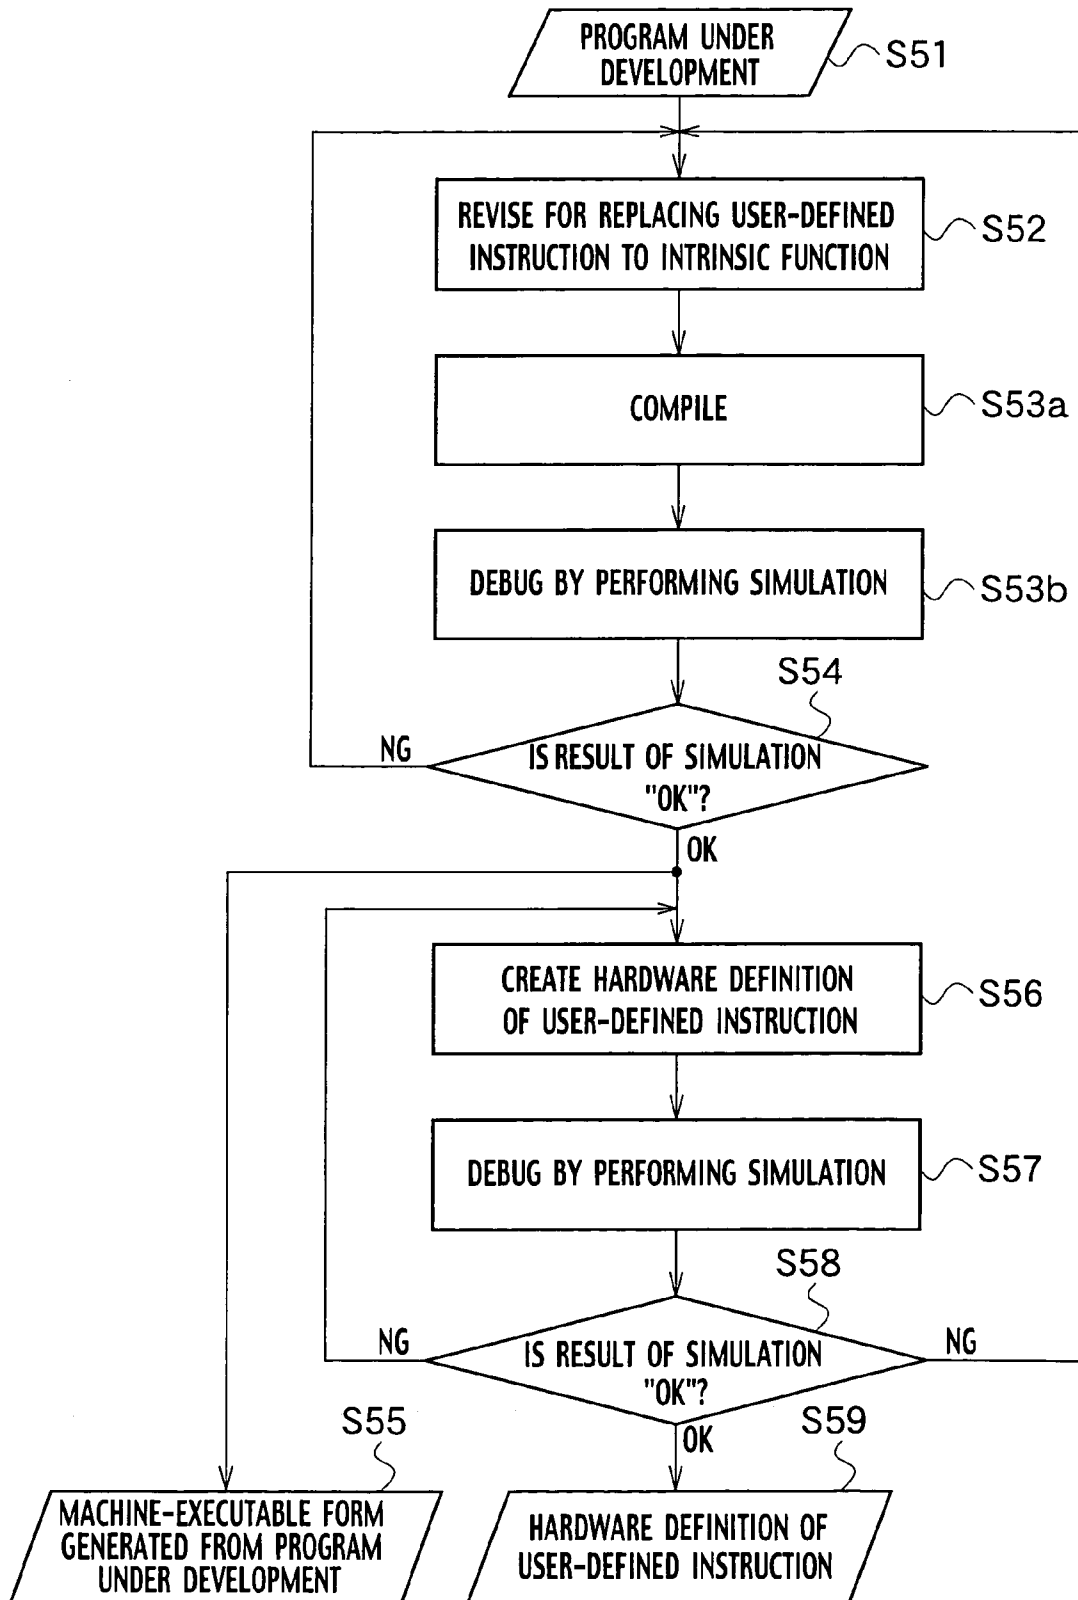 PROGRAM UNDER
DEVELOPMENT
S51
REVISE FOR REPLACING USER-DEFINED
INSTRUCTION TO INTRINSIC FUNCTION
S52
COMPILE
S53a
DEBUG BY PERFORMING SIMULATION
S53b
S54
NG
IS RESULT OF SIMULATION
"OK"?
OK
CREATE HARDWARE DEFINITION
OF USER-DEFINED INSTRUCTION
S56
DEBUG BY PERFORMING SIMULATION
S57
S58
NG
IS RESULT OF SIMULATION
"OK"?
NG
OK
S55
MACHINE-EXECUTABLE FORM
GENERATED FROM PROGRAM
UNDER DEVELOPMENT
S59
HARDWARE DEFINITION OF
USER-DEFINED INSTRUCTION